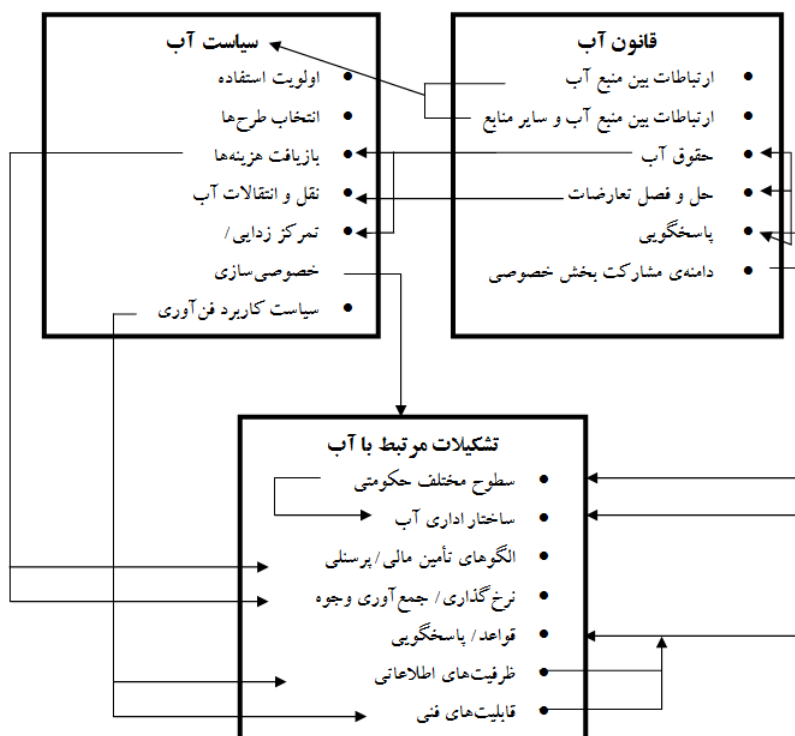 قانون آب
ارتباطات بین منبع آب
ارتباطات بین منبع آب و سایر منابع
حقوق آب
حل و فصل تعارضات
پاسخگویی
دامنه‌ی مشارکت بخش خصوصی
سیاست آب
اولویت استفاده
انتخاب طرح‌ها
بازیافت هزینه‌ها
نقل و انتقالات آب
تمرکز زدایی/
خصوصی‌سازی
سیاست کاربرد فن‌آوری
تشکیلات مرتبط با آب
سطوح مختلف حکومتی
ساختار اداری آب
الگوهای تأمین مالی/پرسنلی
نرخ‌گذاری/ جمع‌آوری وجوه
قواعد/ پاسخگویی
ظرفیت‌های اطلاعاتی
قابلیت‌های فنی